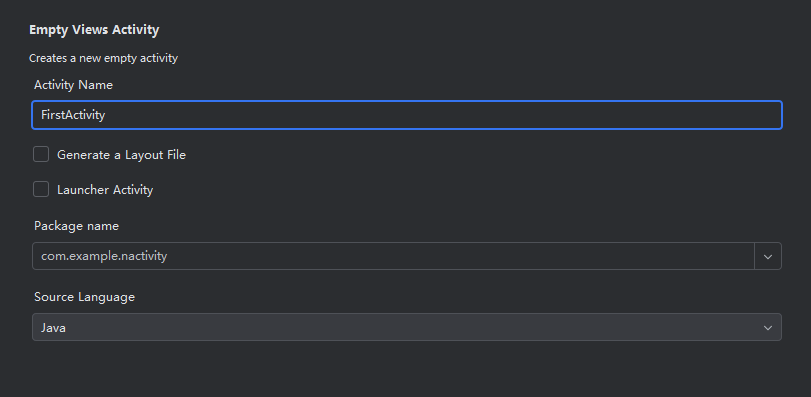 Empty Views Activity
Creates a new empty activity
Activity Name
FirstActivity
Generate a Layout File
Launcher Activity
Package name
com.example.nactivity
Source Language
Java